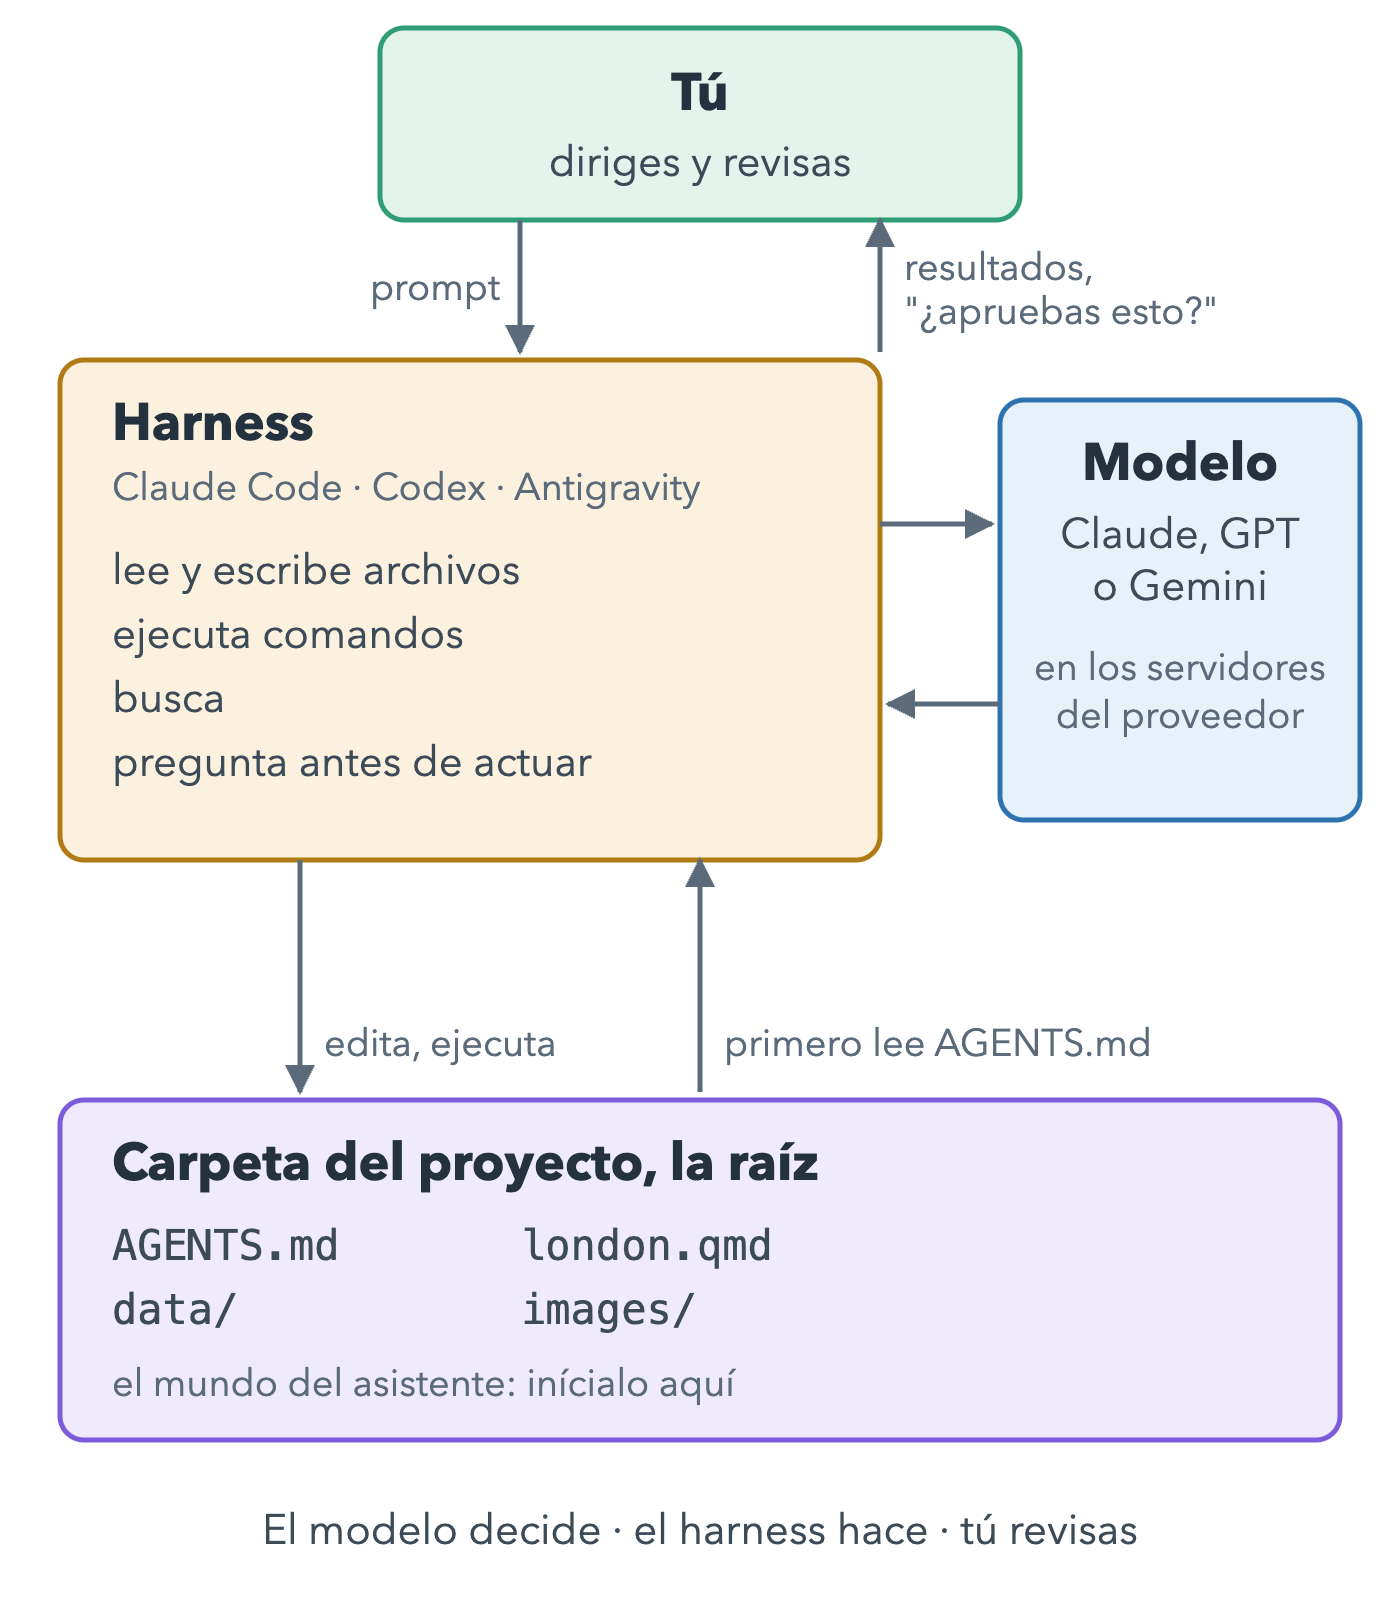 Tú
diriges y revisas
prompt
resultados,
"¿apruebas esto?"
Harness
Claude Code · Codex · Antigravity
lee y escribe archivos
ejecuta comandos
busca
pregunta antes de actuar
Modelo
Claude, GPT
o Gemini
en los servidores
del proveedor
edita, ejecuta
primero lee AGENTS.md
Carpeta del proyecto, la raíz
AGENTS.md london.qmd
data/ images/
el mundo del asistente: inícialo aquí
El modelo decide · el harness hace · tú revisas